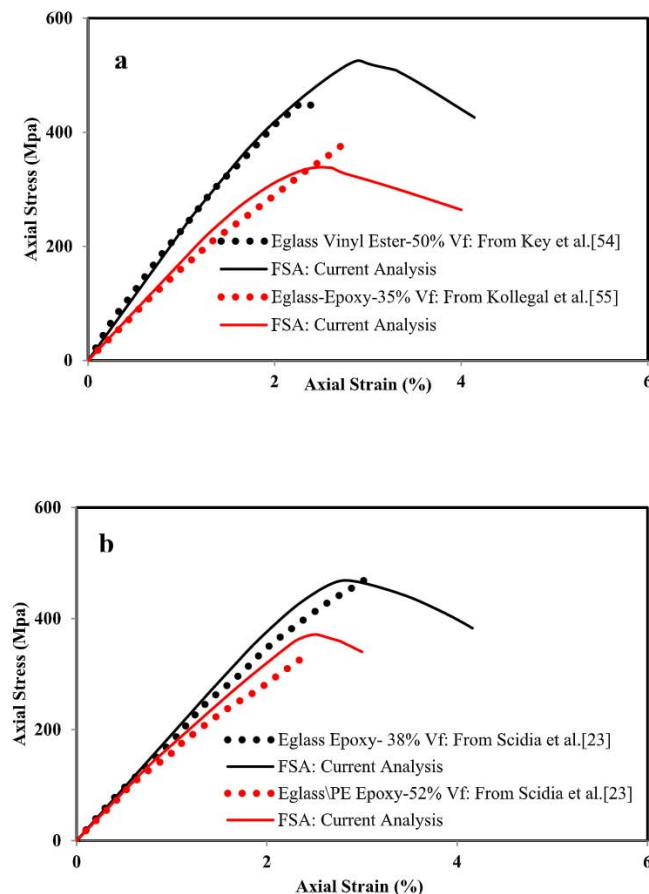 600
a
400
Axial Stress (Mpa)
200
Eglass Vinyl Ester-50% Vf: From Key et al.[54]
FSA: Current Analysis
Eglass-Epoxy-35% Vf: From Kollegal et al.[55]
FSA: Current Analysis
0
0 2 4 6
Axial Strain (%)
600
b
400
Axial Stress (Mpa)
200
Eglass Epoxy- 38% Vf: From Scidia et al.[23]
FSA: Current Analysis
Eglass\PE Epoxy-52% Vf: From Scidia et al.[23]
FSA: Current Analysis
0
0 2 4 6
Axial Strain (%)